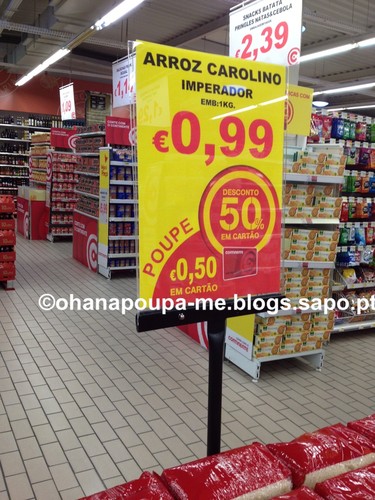 SNACKS BATATA
PRINGLES NATAS&CEBOLA
€2,39
ARROZ CAROLINO
IMPERADOR
EMB:1KG.
€0,99
DESCONTO
50%
EM CARTÃO
POUPE
€0,50
EM CARTÃO
©ohanapoupa-me.blogs.sapo.pt